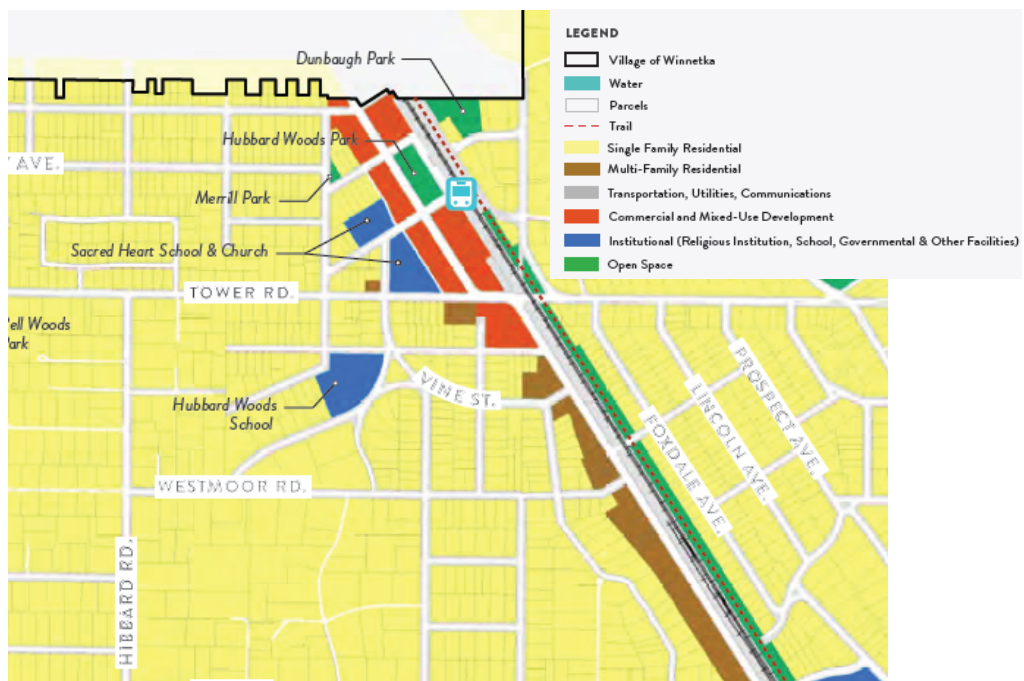 Dunbaugh Park
Hubbard Woods Park
AVE.
Merrill Park
Sacred Heart School & Church
TOWER RD.
ell Woods
ark
Hubbard Woods
School
VINE ST.
WESTMOOR RD.
HIBBARD RD.
FOXDALE AVE.
LINCOLN AVE.
PROSPECT AVE.
LEGEND
Village of Winnetka
Water
Parcels
Trail
Single Family Residential
Multi-Family Residential
Transportation, Utilities, Communications
Commercial and Mixed-Use Development
Institutional (Religious Institution, School, Governmental & Other Facilities)
Open Space